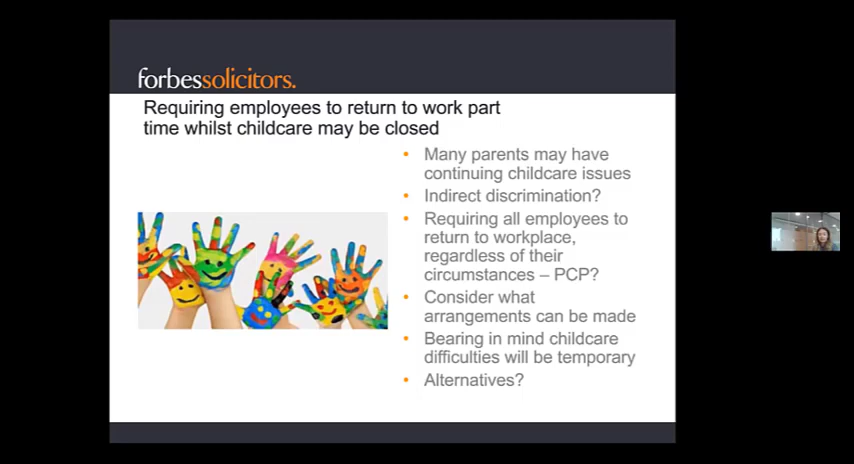 forbessolicitors.
Requiring employees to return to work part
time whilst childcare may be closed
• Many parents may have
continuing childcare issues
• Indirect discrimination?
• Requiring all employees to
return to workplace,
regardless of their
circumstances – PCP?
• Consider what
arrangements can be made
• Bearing in mind childcare
difficulties will be temporary
• Alternatives?